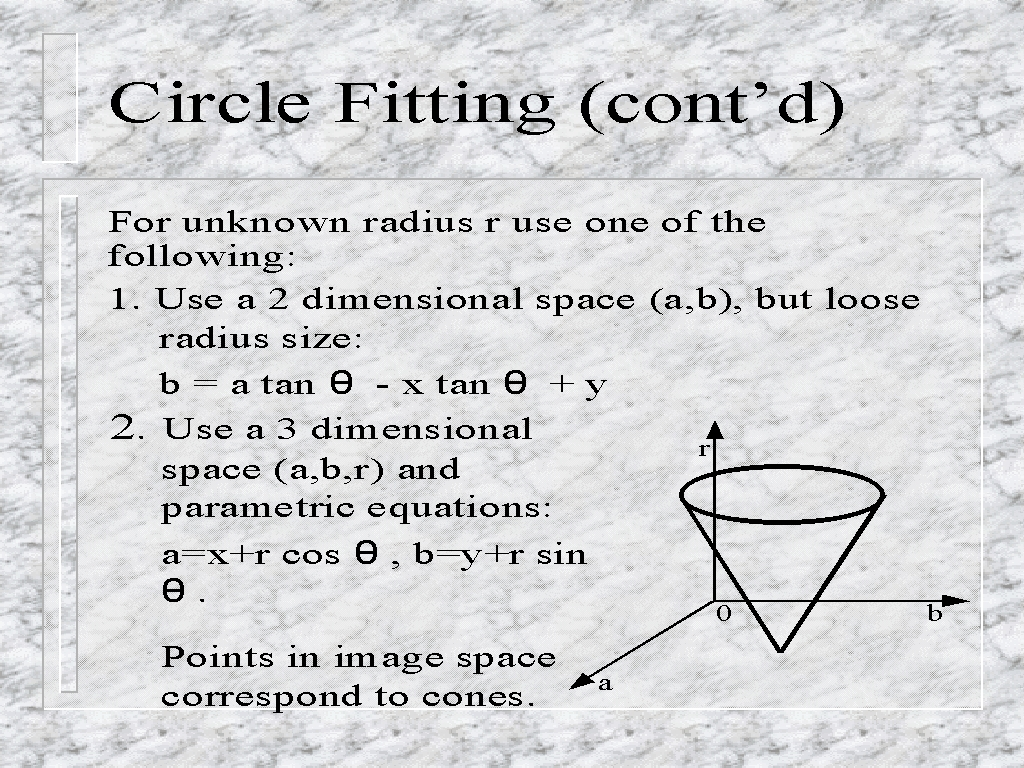 Circle Fitting (cont’d)
For unknown radius r use one of the
following:
1. Use a 2 dimensional space (a,b), but loose
radius size:
b = a tan θ - x tan θ + y
2. Use a 3 dimensional
space (a,b,r) and
parametric equations:
a=x+r cos θ , b=y+r sin
θ .
Points in image space
correspond to cones.
r
0
b
a